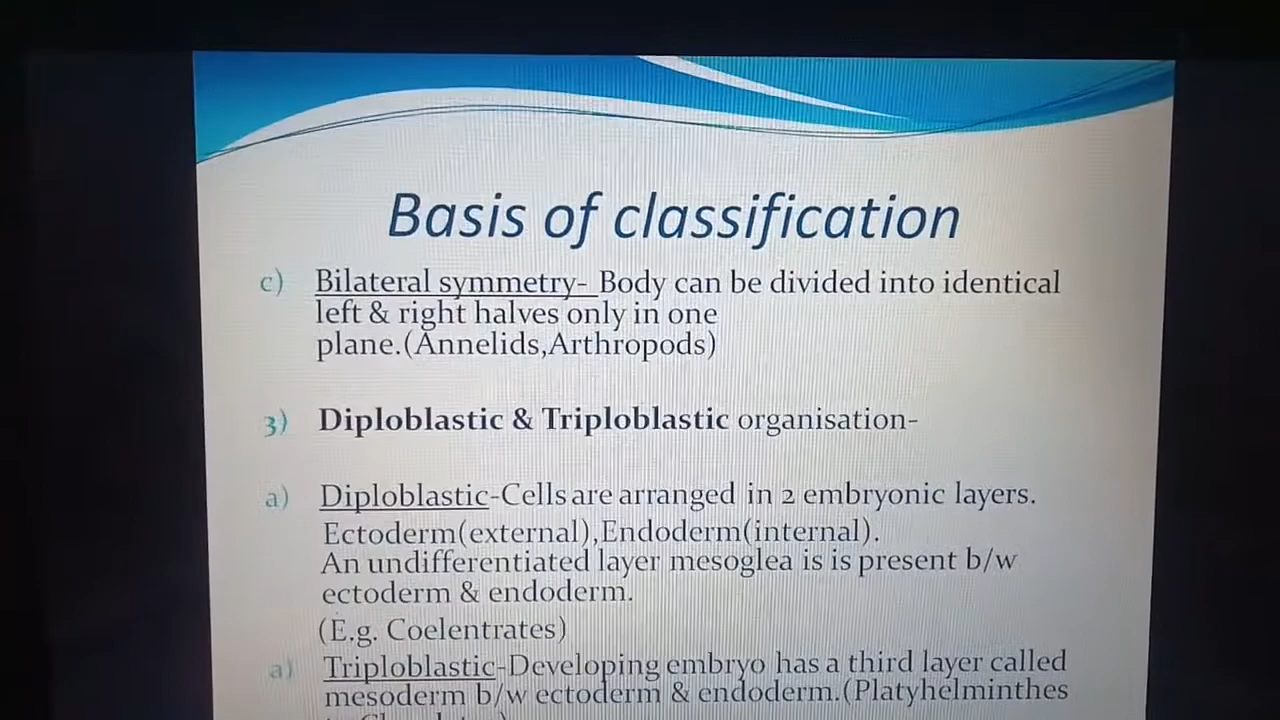 Basis of classification
c) Bilateral symmetry- Body can be divided into identical
left & right halves only in one
plane.(Annelids,Arthropods)
3) Diploblastic & Triploblastic organisation-
a) Diploblastic-Cells are arranged in 2 embryonic layers.
Ectoderm(external),Endoderm(internal).
An undifferentiated layer mesoglea is is present b/w
ectoderm & endoderm.
(E.g. Coelentrates)
a) Triploblastic-Developing embryo has a third layer called
mesoderm b/w ectoderm & endoderm.(Platyhelminthes